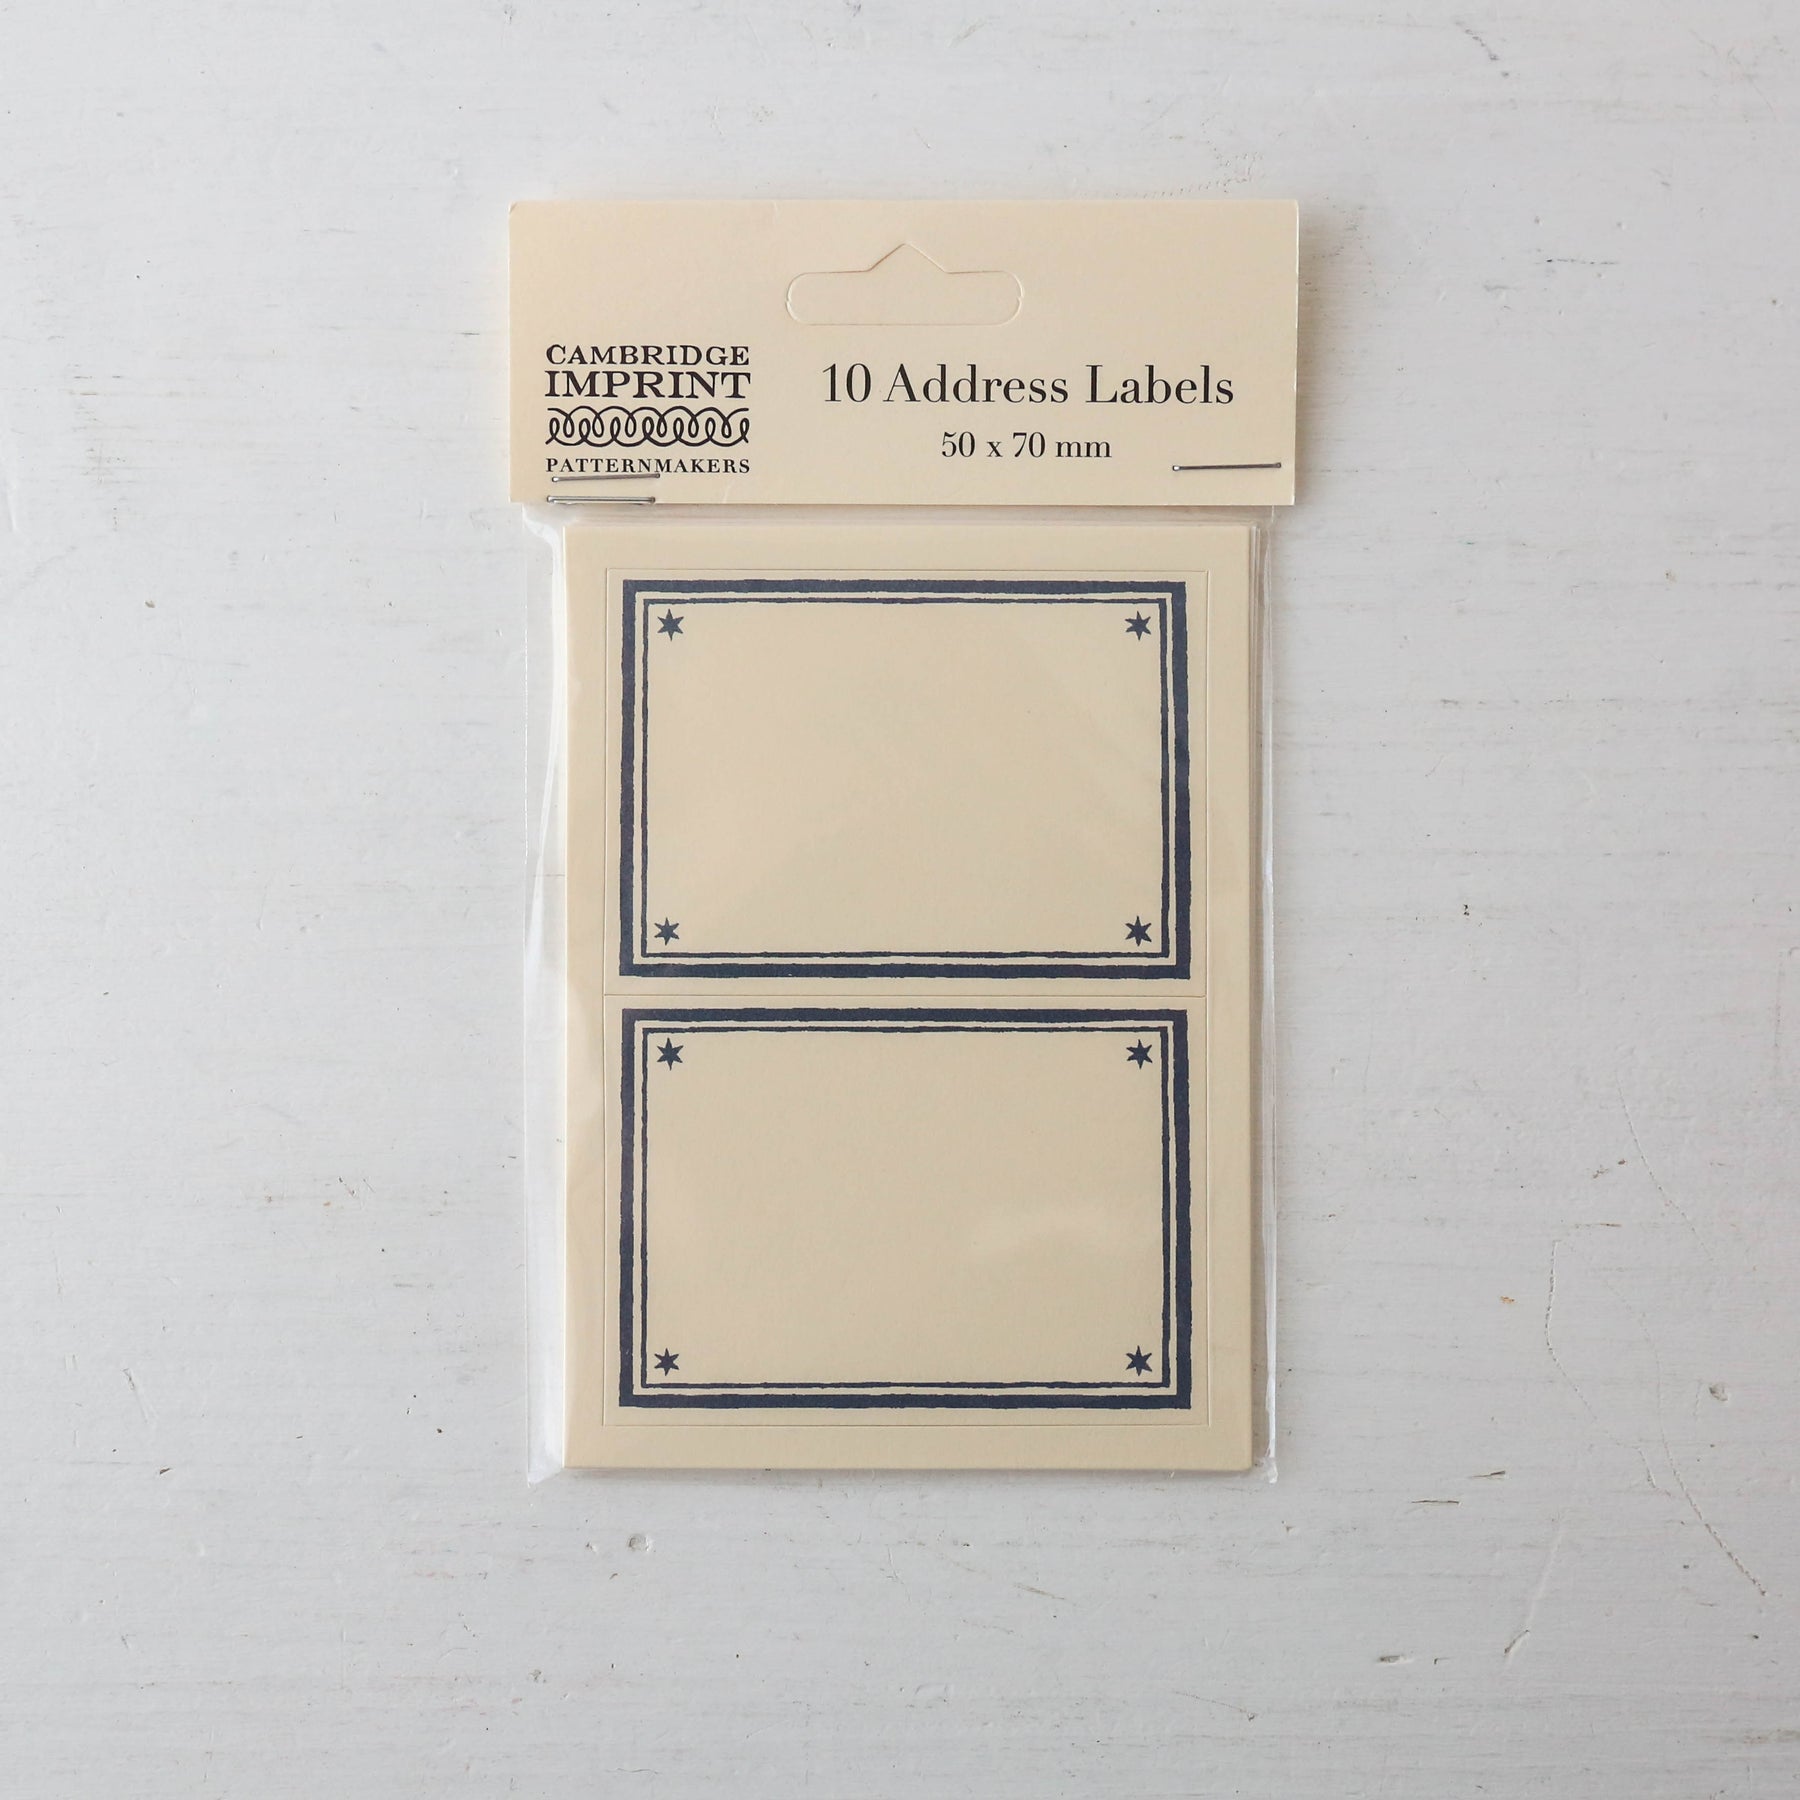 CAMBRIDGE
IMPRINT
PATTERNMAKERS
10 Address Labels
50 x 70 mm